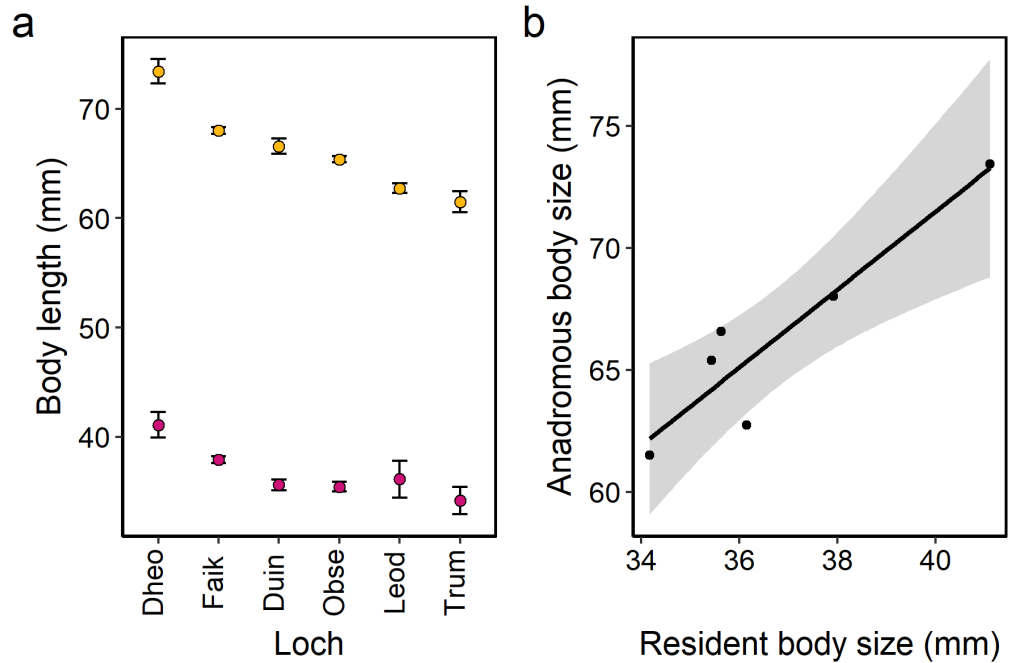 a
Body length (mm)
70
60
50
40
Dheo
Faik
Duin
Obse
Leod
Trum
Loch
b
Anadromous body size (mm)
75
70
65
60
34
36
38
40
Resident body size (mm)